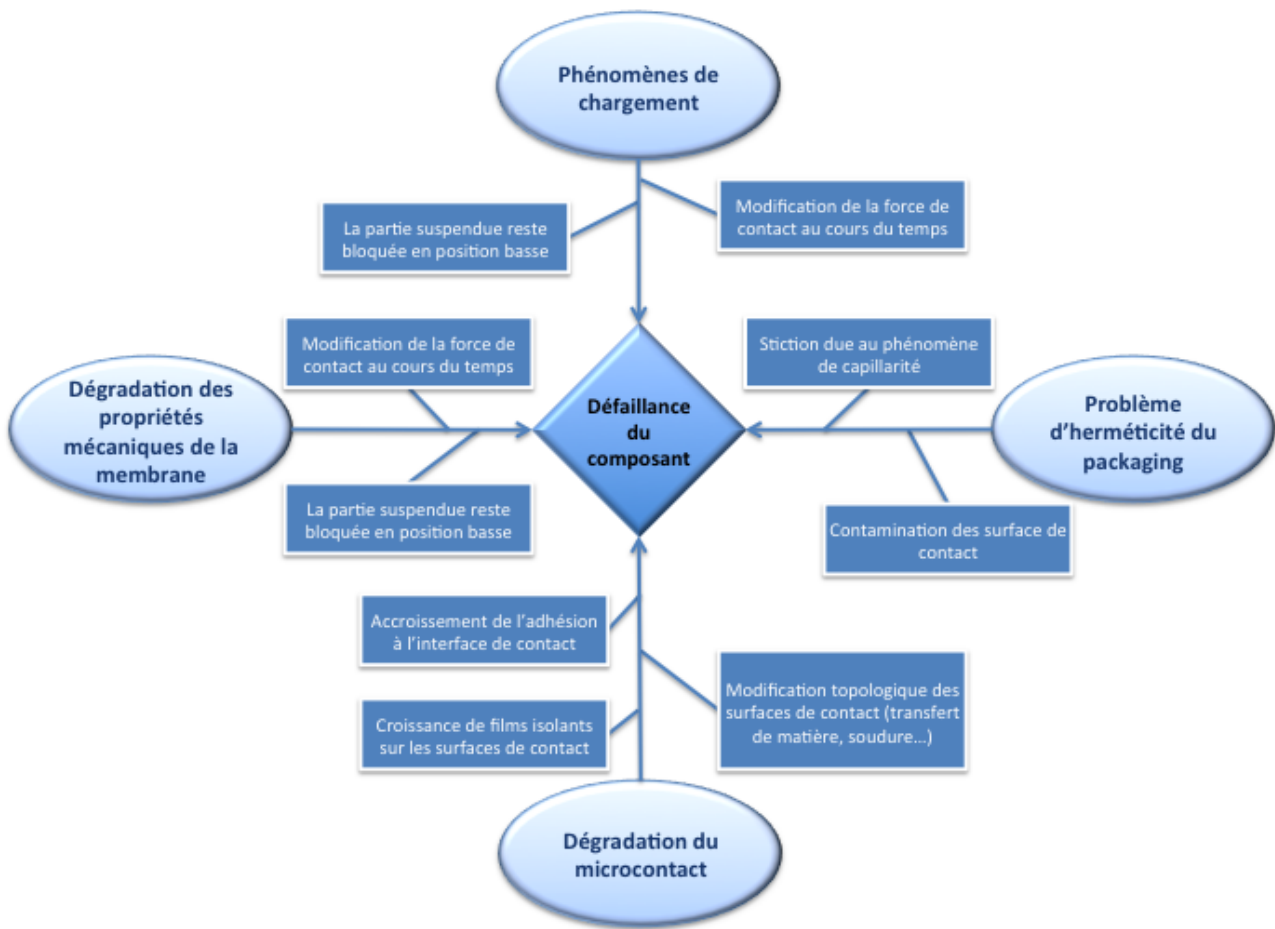 Phénomènes de
chargement
La partie suspendue reste
bloquée en position basse
Modification de la force de
contact au cours du temps
Modification de la force de
contact au cours du temps
Stiction due au phénomène
de capillarité
Dégradation des
propriétés
mécaniques de la
membrane
Défaillance
du
composant
Problème
d'herméticité du
packaging
La partie suspendue reste
bloquée en position basse
Contamination des surface de
contact
Accroissement de l'adhésion
à l'interface de contact
Modification topologique des
surfaces de contact (transfert
de matière, soudure...)
Croissance de films isolants
sur les surfaces de contact
Dégradation du
microcontact